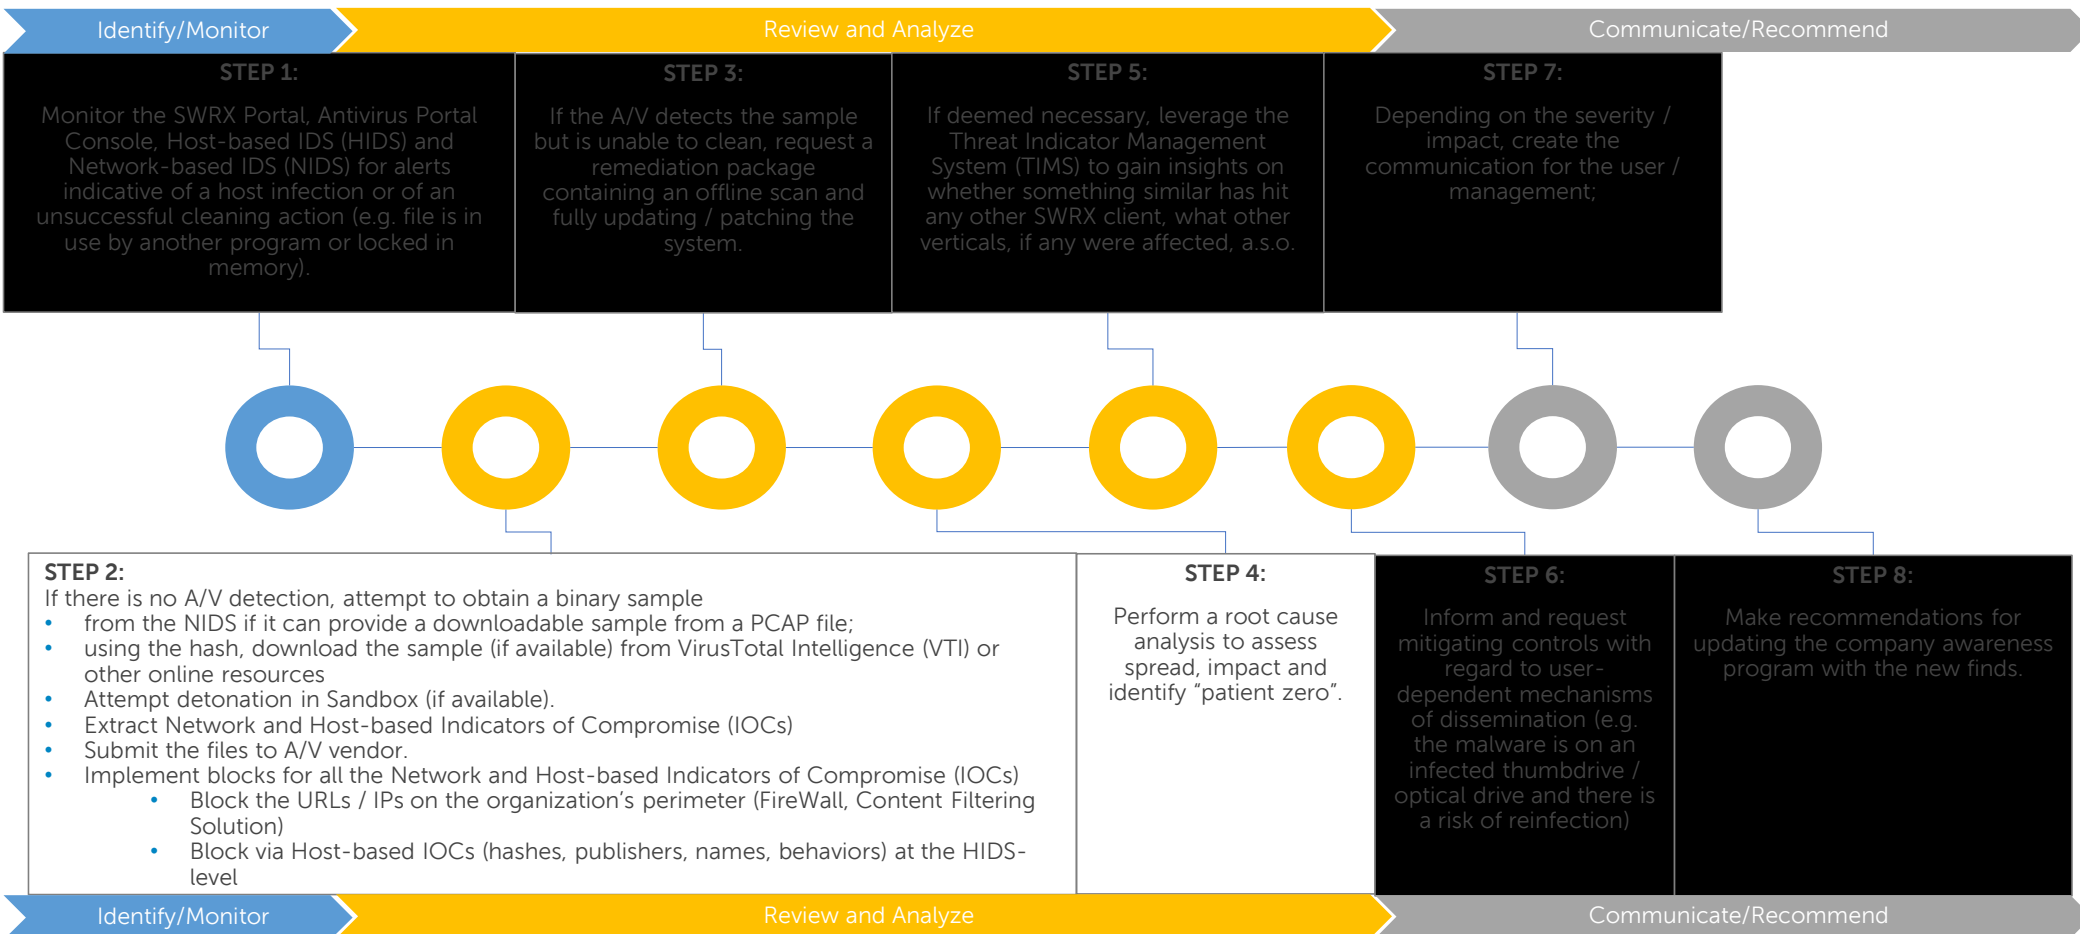 Identify/Monitor
Review and Analyze
Communicate/Recommend
STEP 1:
Monitor the SWRX Portal, Antivirus Portal
Console, Host-based IDS (HIDS) and
Network-based IDS (NIDS) for alerts
indicative of a host infection or of an
unsuccessful cleaning action (e.g. file is in
use by another program or locked in
memory).
STEP 3:
If the A/V detects the sample
but is unable to clean, request a
remediation package
containing an offline scan and
fully updating / patching the
system.
STEP 5:
If deemed necessary, leverage the
Threat Indicator Management
System (TIMS) to gain insights on
whether something similar has hit
any other SWRX client, what other
verticals, if any were affected, a.s.o.
STEP 7:
Depending on the severity /
impact, create the
communication for the user /
management;
STEP 2:
If there is no A/V detection, attempt to obtain a binary sample
• from the NIDS if it can provide a downloadable sample from a PCAP file;
• using the hash, download the sample (if available) from VirusTotal Intelligence (VTI) or
other online resources
• Attempt detonation in Sandbox (if available).
• Extract Network and Host-based Indicators of Compromise (IOCs)
• Submit the files to A/V vendor.
• Implement blocks for all the Network and Host-based Indicators of Compromise (IOCs)
• Block the URLs / IPs on the organization’s perimeter (FireWall, Content Filtering
Solution)
• Block via Host-based IOCs (hashes, publishers, names, behaviors) at the HIDS-
level
STEP 4:
Perform a root cause
analysis to assess
spread, impact and
identify “patient zero”.
STEP 6:
Inform and request
mitigating controls with
regard to user-
dependent mechanisms
of dissemination (e.g.
the malware is on an
infected thumbdrive /
optical drive and there is
a risk of reinfection)
STEP 8:
Make recommendations for
updating the company awareness
program with the new finds.
Identify/Monitor
Review and Analyze
Communicate/Recommend